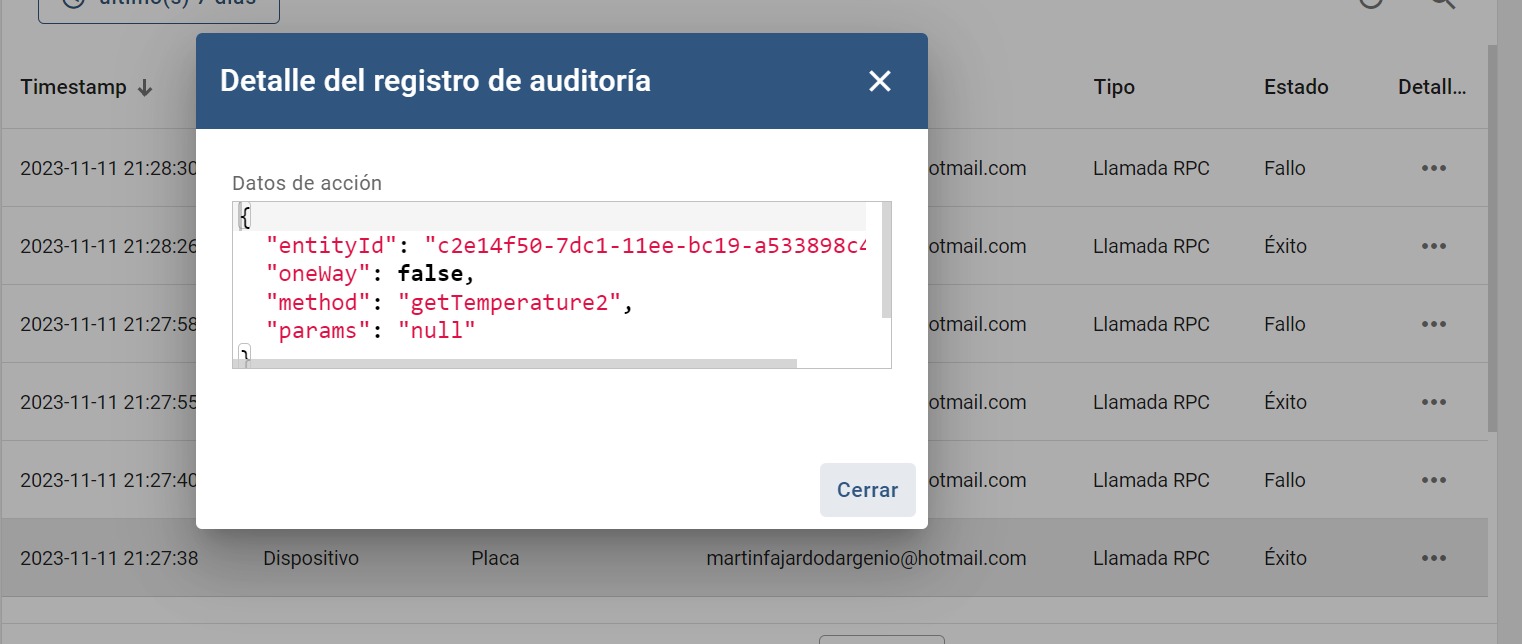 último(s) 7 días
Detalle del registro de auditoría
Timestamp Tipo Estado Detall...
2023-11-11 21:28:30 otmail.com Llamada RPC Fallo
Datos de acción
{
"entityId": "c2e14f50-7dc1-11ee-bc19-a533898c4
2023-11-11 21:28:26 otmail.com Llamada RPC Éxito
"oneWay": false,
"method": "getTemperature2",
2023-11-11 21:27:58 otmail.com Llamada RPC Fallo
"params": "null"
}
2023-11-11 21:27:55 otmail.com Llamada RPC Éxito
2023-11-11 21:27:40 otmail.com Llamada RPC Fallo
Cerrar
2023-11-11 21:27:38 Dispositivo Placa martinfajardodargenio@hotmail.com Llamada RPC Éxito